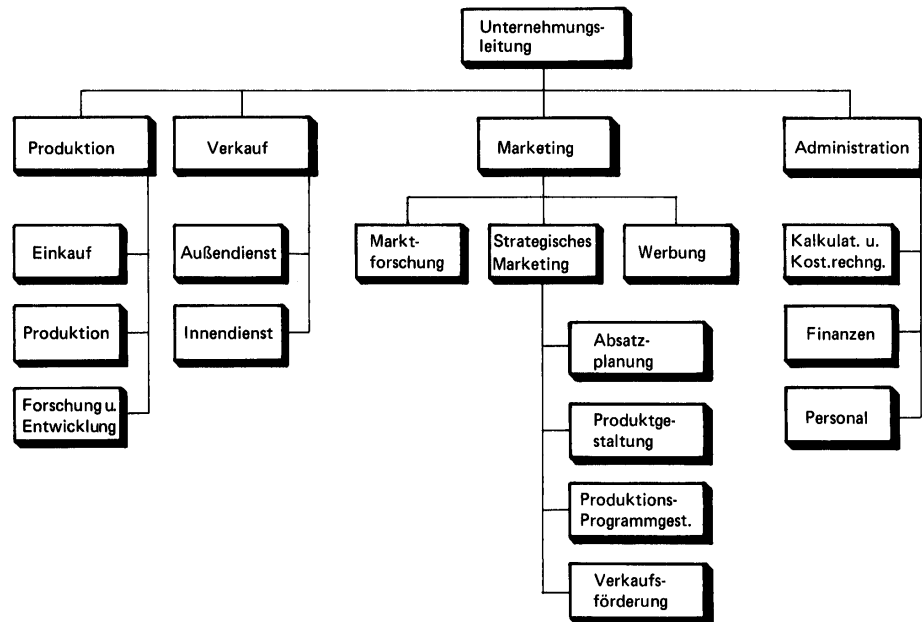 Unternehmungs-
leitung
Produktion
Verkauf
Marketing
Administration
Einkauf
Produktion
Forschung u.
Entwicklung
Außendienst
Innendienst
Markt-
forschung
Strategisches
Marketing
Werbung
Absatz-
planung
Produktge-
staltung
Produktions-
Programmgest.
Verkaufs-
förderung
Kalkulat. u.
Kost.rechng.
Finanzen
Personal